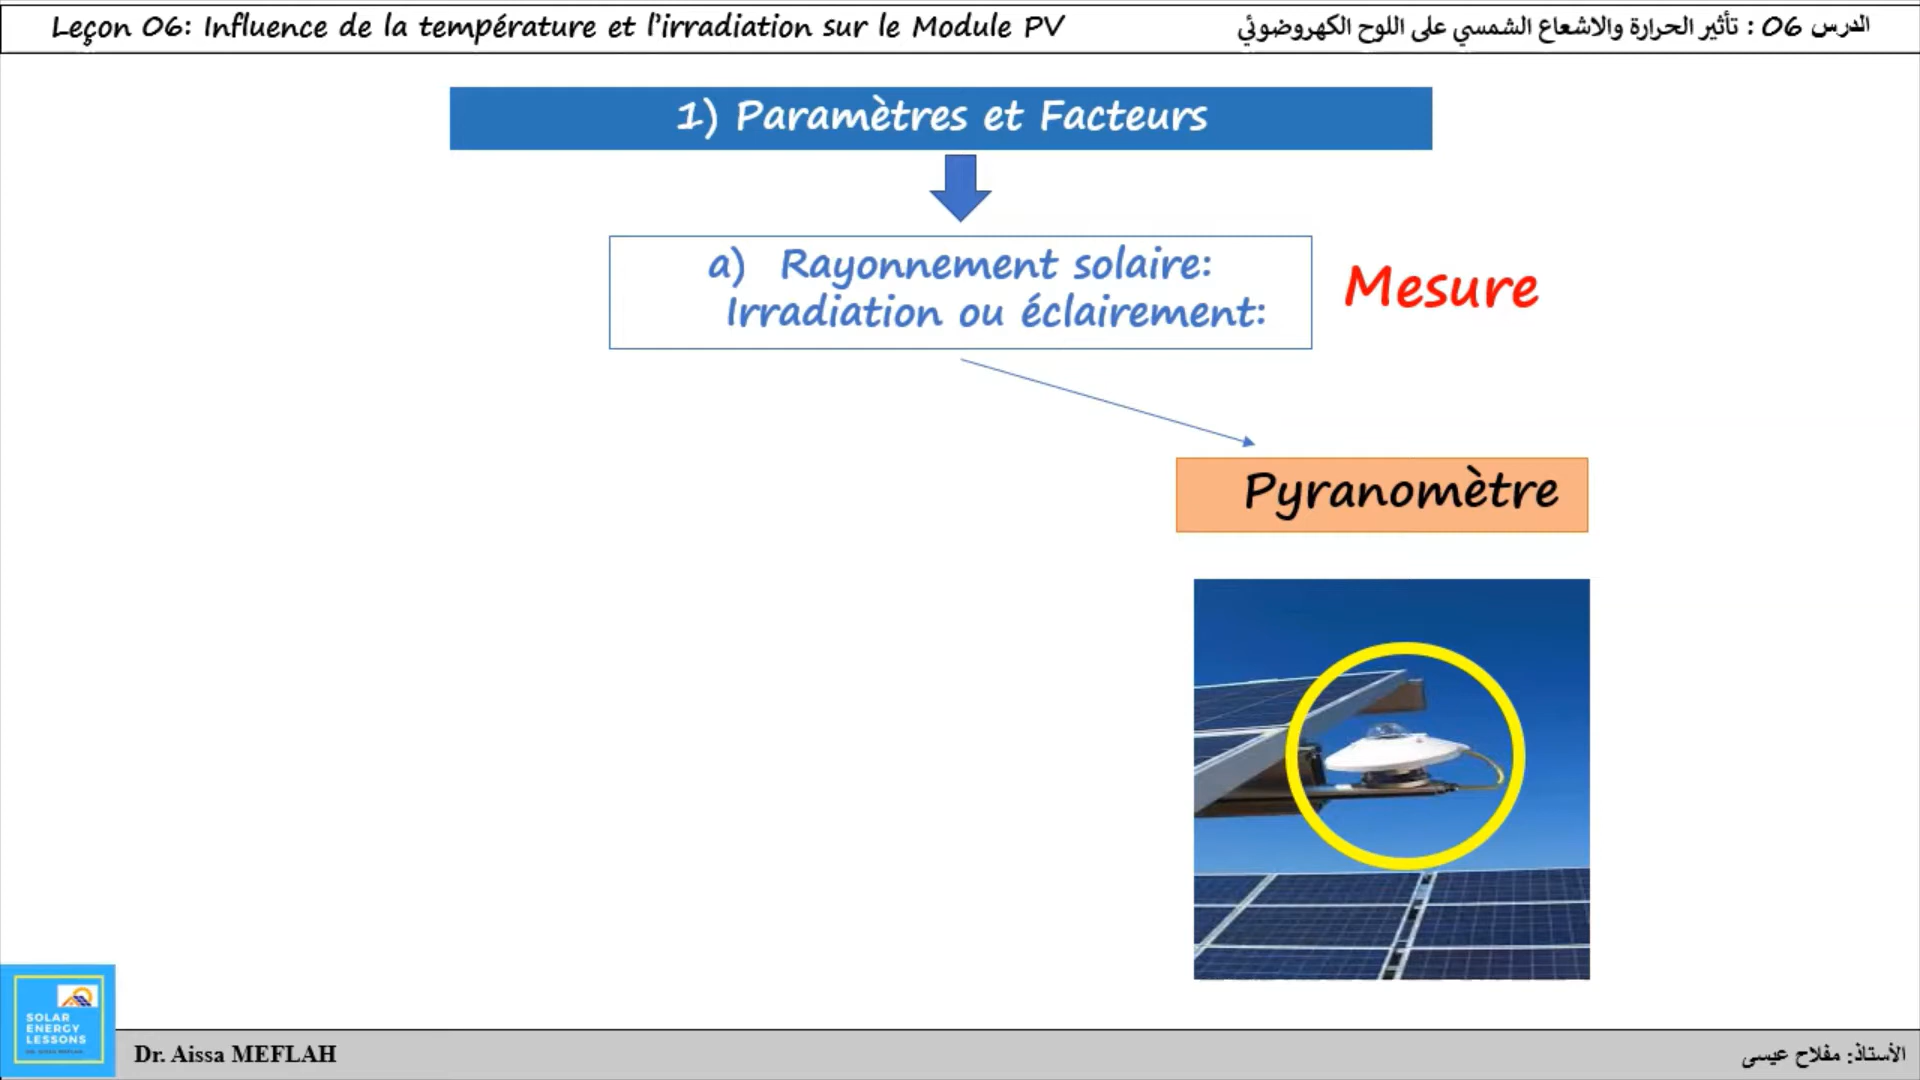 Leçon 06: Influence de la température et l’irradiation sur le Module PV
الدرس 06 : تأثير الحرارة والاشعاع الشمسي على اللوح الكهروضوئي
1) Paramètres et Facteurs
a) Rayonnement solaire:
Irradiation ou éclairement:
Mesure
Pyranomètre
SOLAR
ENERGY
LESSONS
Dr. Aissa MEFLAH
الأستاذ: مفلاح عيسى